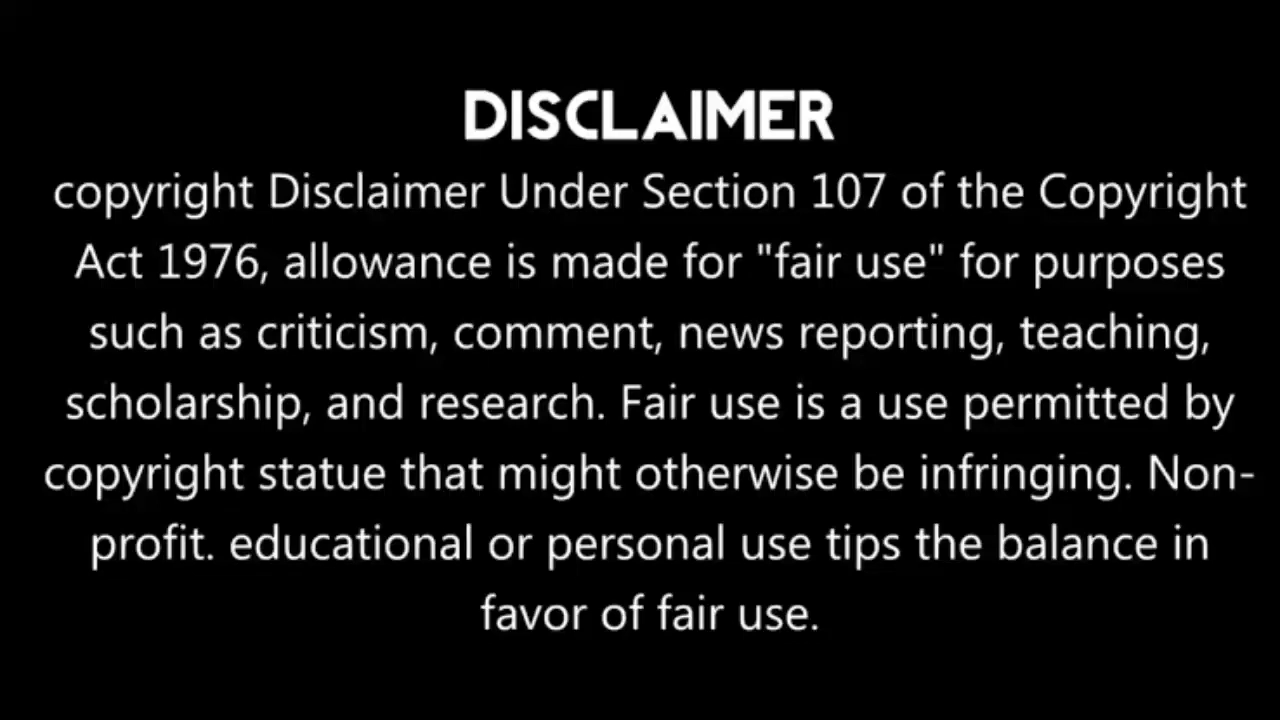 DISCLAIMER
copyright Disclaimer Under Section 107 of the Copyright
Act 1976, allowance is made for "fair use" for purposes
such as criticism, comment, news reporting, teaching,
scholarship, and research. Fair use is a use permitted by
copyright statue that might otherwise be infringing. Non-
profit. educational or personal use tips the balance in
favor of fair use.